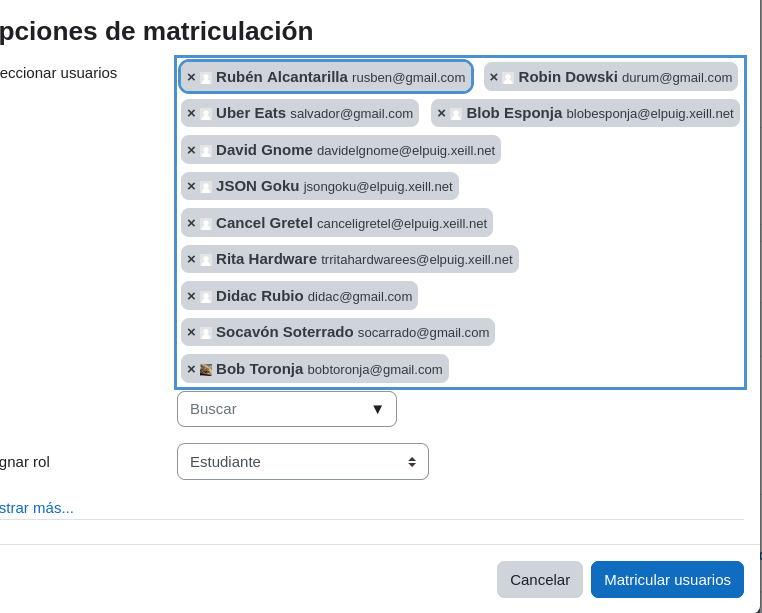 pciones de matriculación
eccionar usuarios
× Rubén Alcantarilla rusben@gmail.com × Robin Dowski durum@gmail.com
× Uber Eats salvador@gmail.com × Blob Esponja blobesponja@elpuig.xeill.net
× David Gnome davidelgnome@elpuig.xeill.net
× JSON Goku jsongoku@elpuig.xeill.net
× Cancel Gretel canceligretel@elpuig.xeill.net
× Rita Hardware trritahardwarees@elpuig.xeill.net
× Didac Rubio didac@gmail.com
× Socavón Soterrado socarrado@gmail.com
× Bob Toronja bobtoronja@gmail.com
Buscar ▼
gnar rol Estudiante
strar más...
Cancelar Matricular usuarios